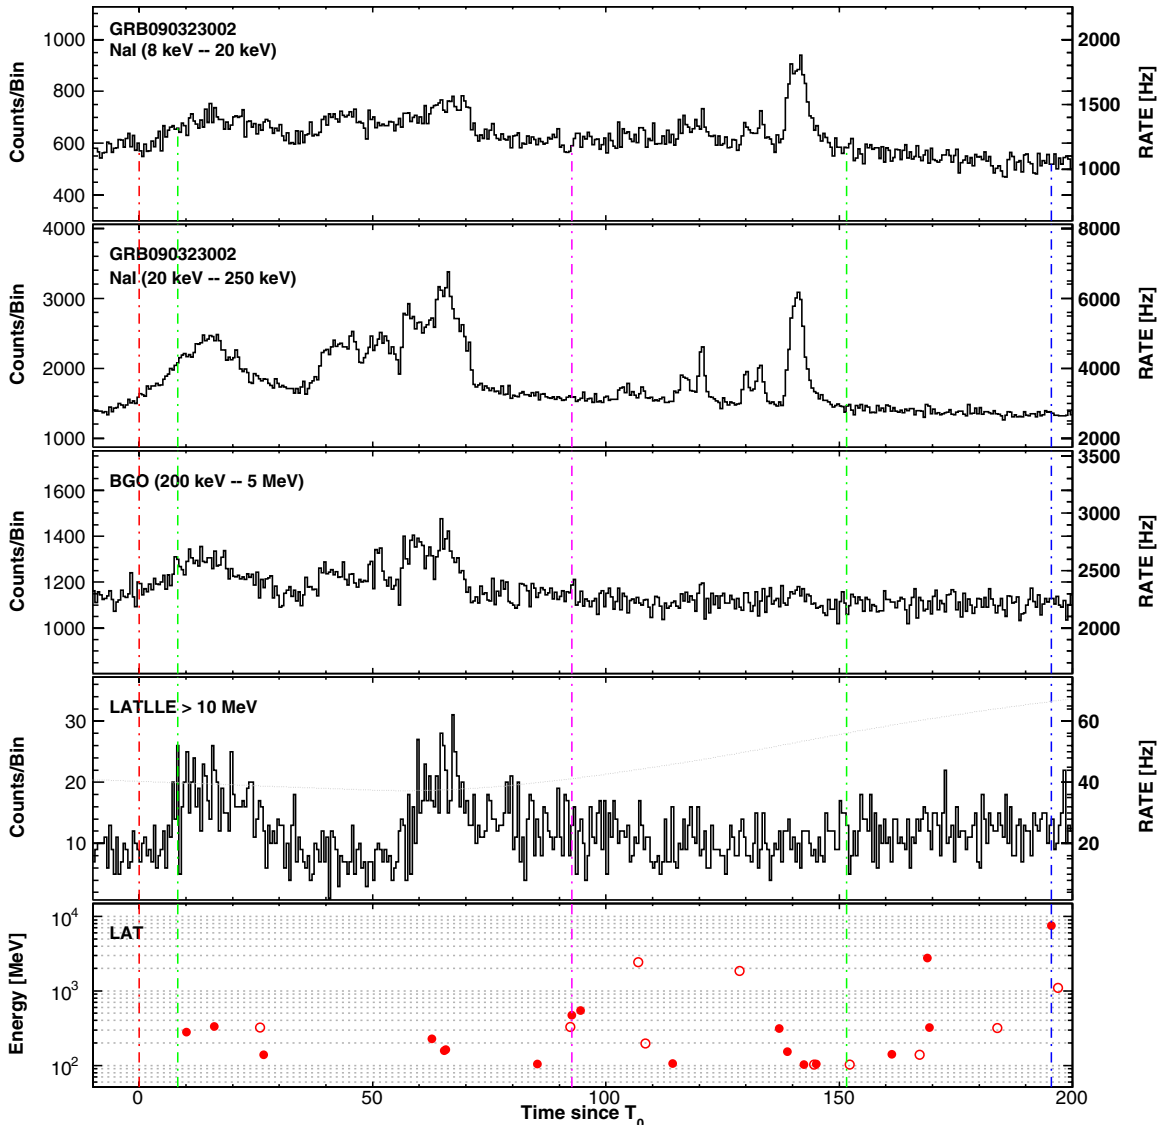 GRB090323002
NaI (8 keV -- 20 keV)
Counts/Bin
1000
800
600
400
RATE [Hz]
2000
1500
1000
GRB090323002
NaI (20 keV -- 250 keV)
Counts/Bin
4000
3000
2000
1000
RATE [Hz]
8000
6000
4000
2000
BGO (200 keV -- 5 MeV)
Counts/Bin
1600
1400
1200
1000
RATE [Hz]
3500
3000
2500
2000
LATLLE > 10 MeV
Counts/Bin
30
20
10
RATE [Hz]
60
40
20
LAT
Energy [MeV]
10⁴
10³
10²
0 50 100 150 200
Time since T₀